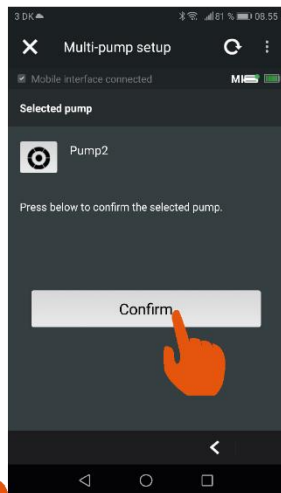 3 DK 81 % 08.55
Multi-pump setup
Mobile interface connected MI
Selected pump
Pump2
Press below to confirm the selected pump.
Confirm